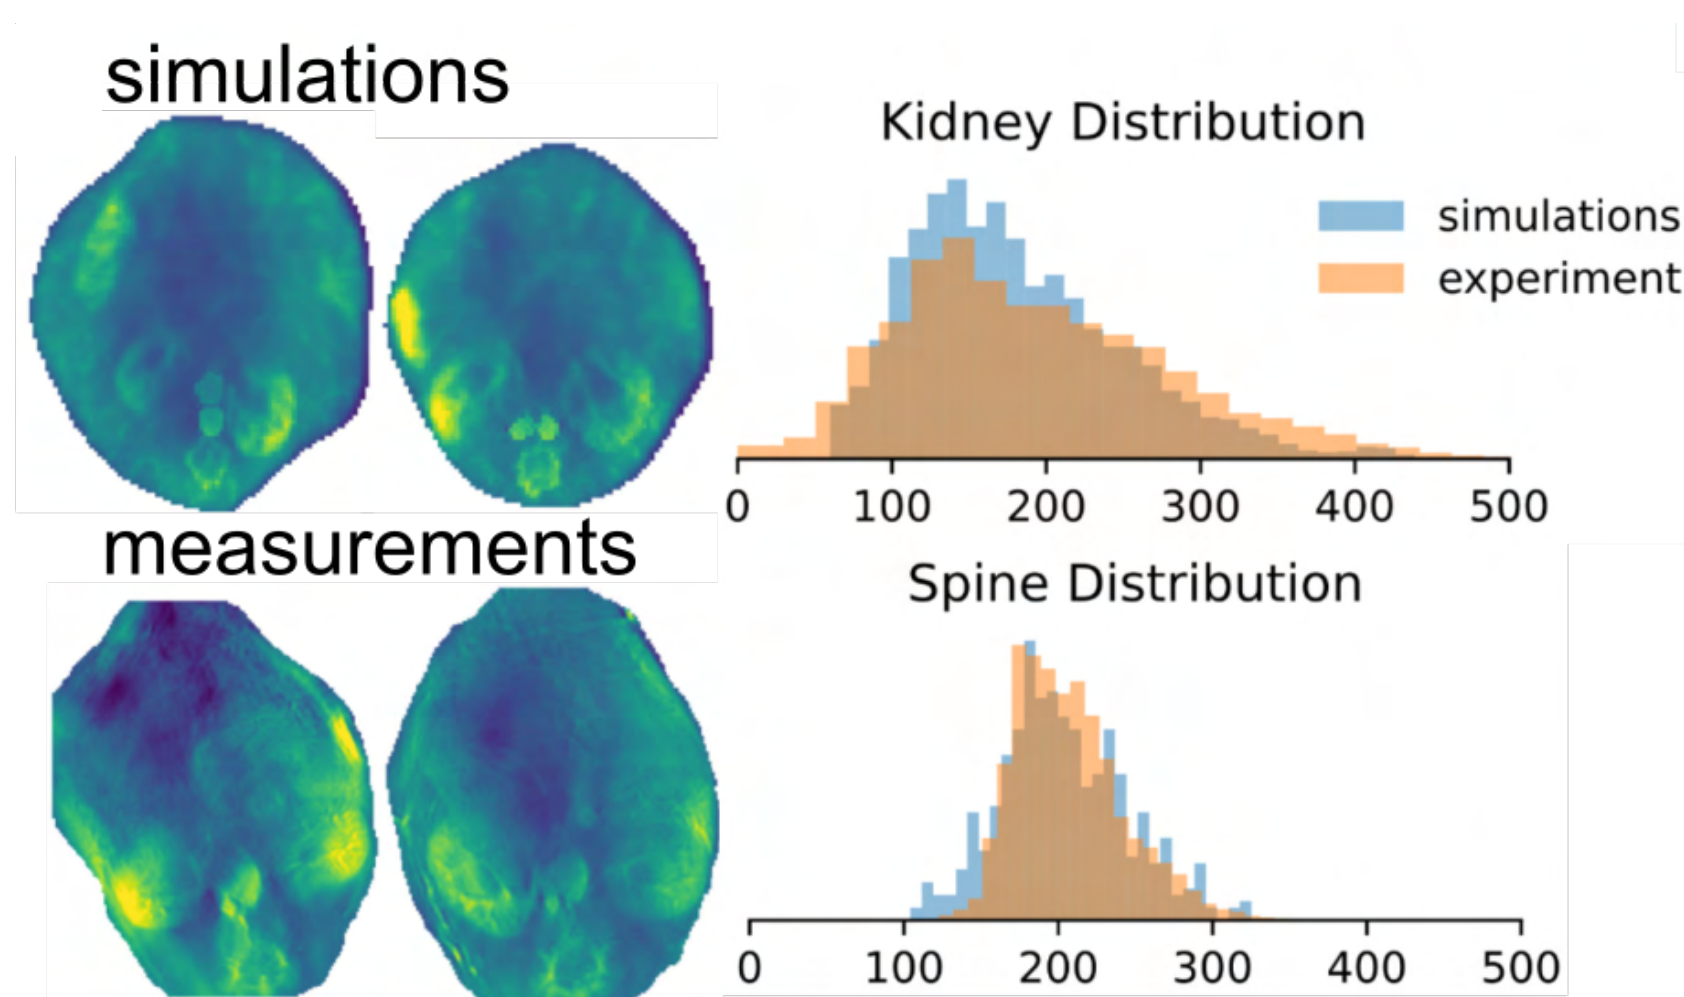 simulations
measurements
Kidney Distribution
simulations
experiment
0 100 200 300 400 500
Spine Distribution
0 100 200 300 400 500